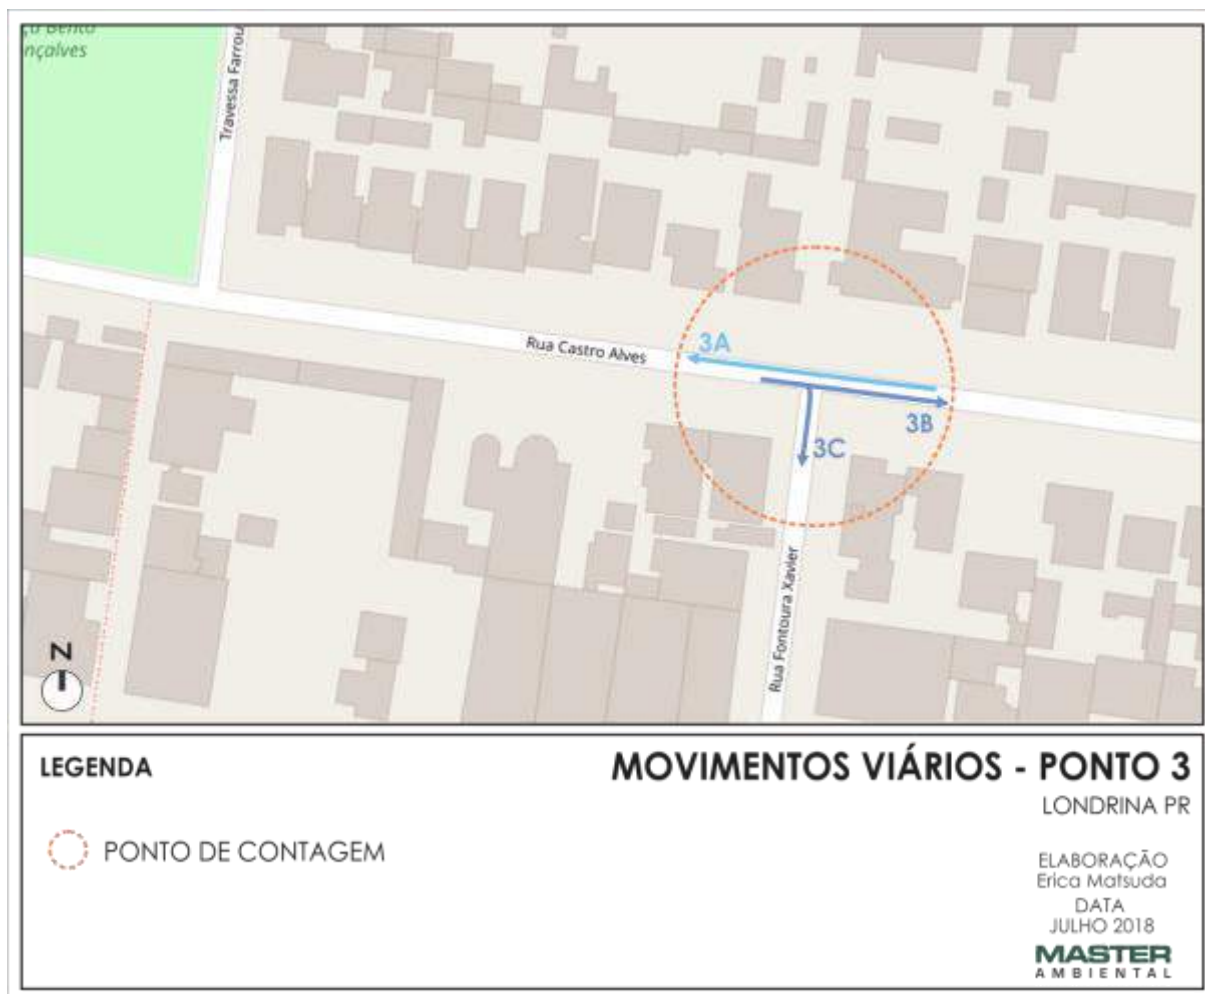 nçalves
Travessa Farrou
Rua Castro Alves
3A
3B
3C
Rua Fontoura Xavier
N
LEGENDA
PONTO DE CONTAGEM
MOVIMENTOS VIÁRIOS - PONTO 3
LONDRINA PR
ELABORAÇÃO
Erica Matsuda
DATA
JULHO 2018
MASTER
AMBIENTAL